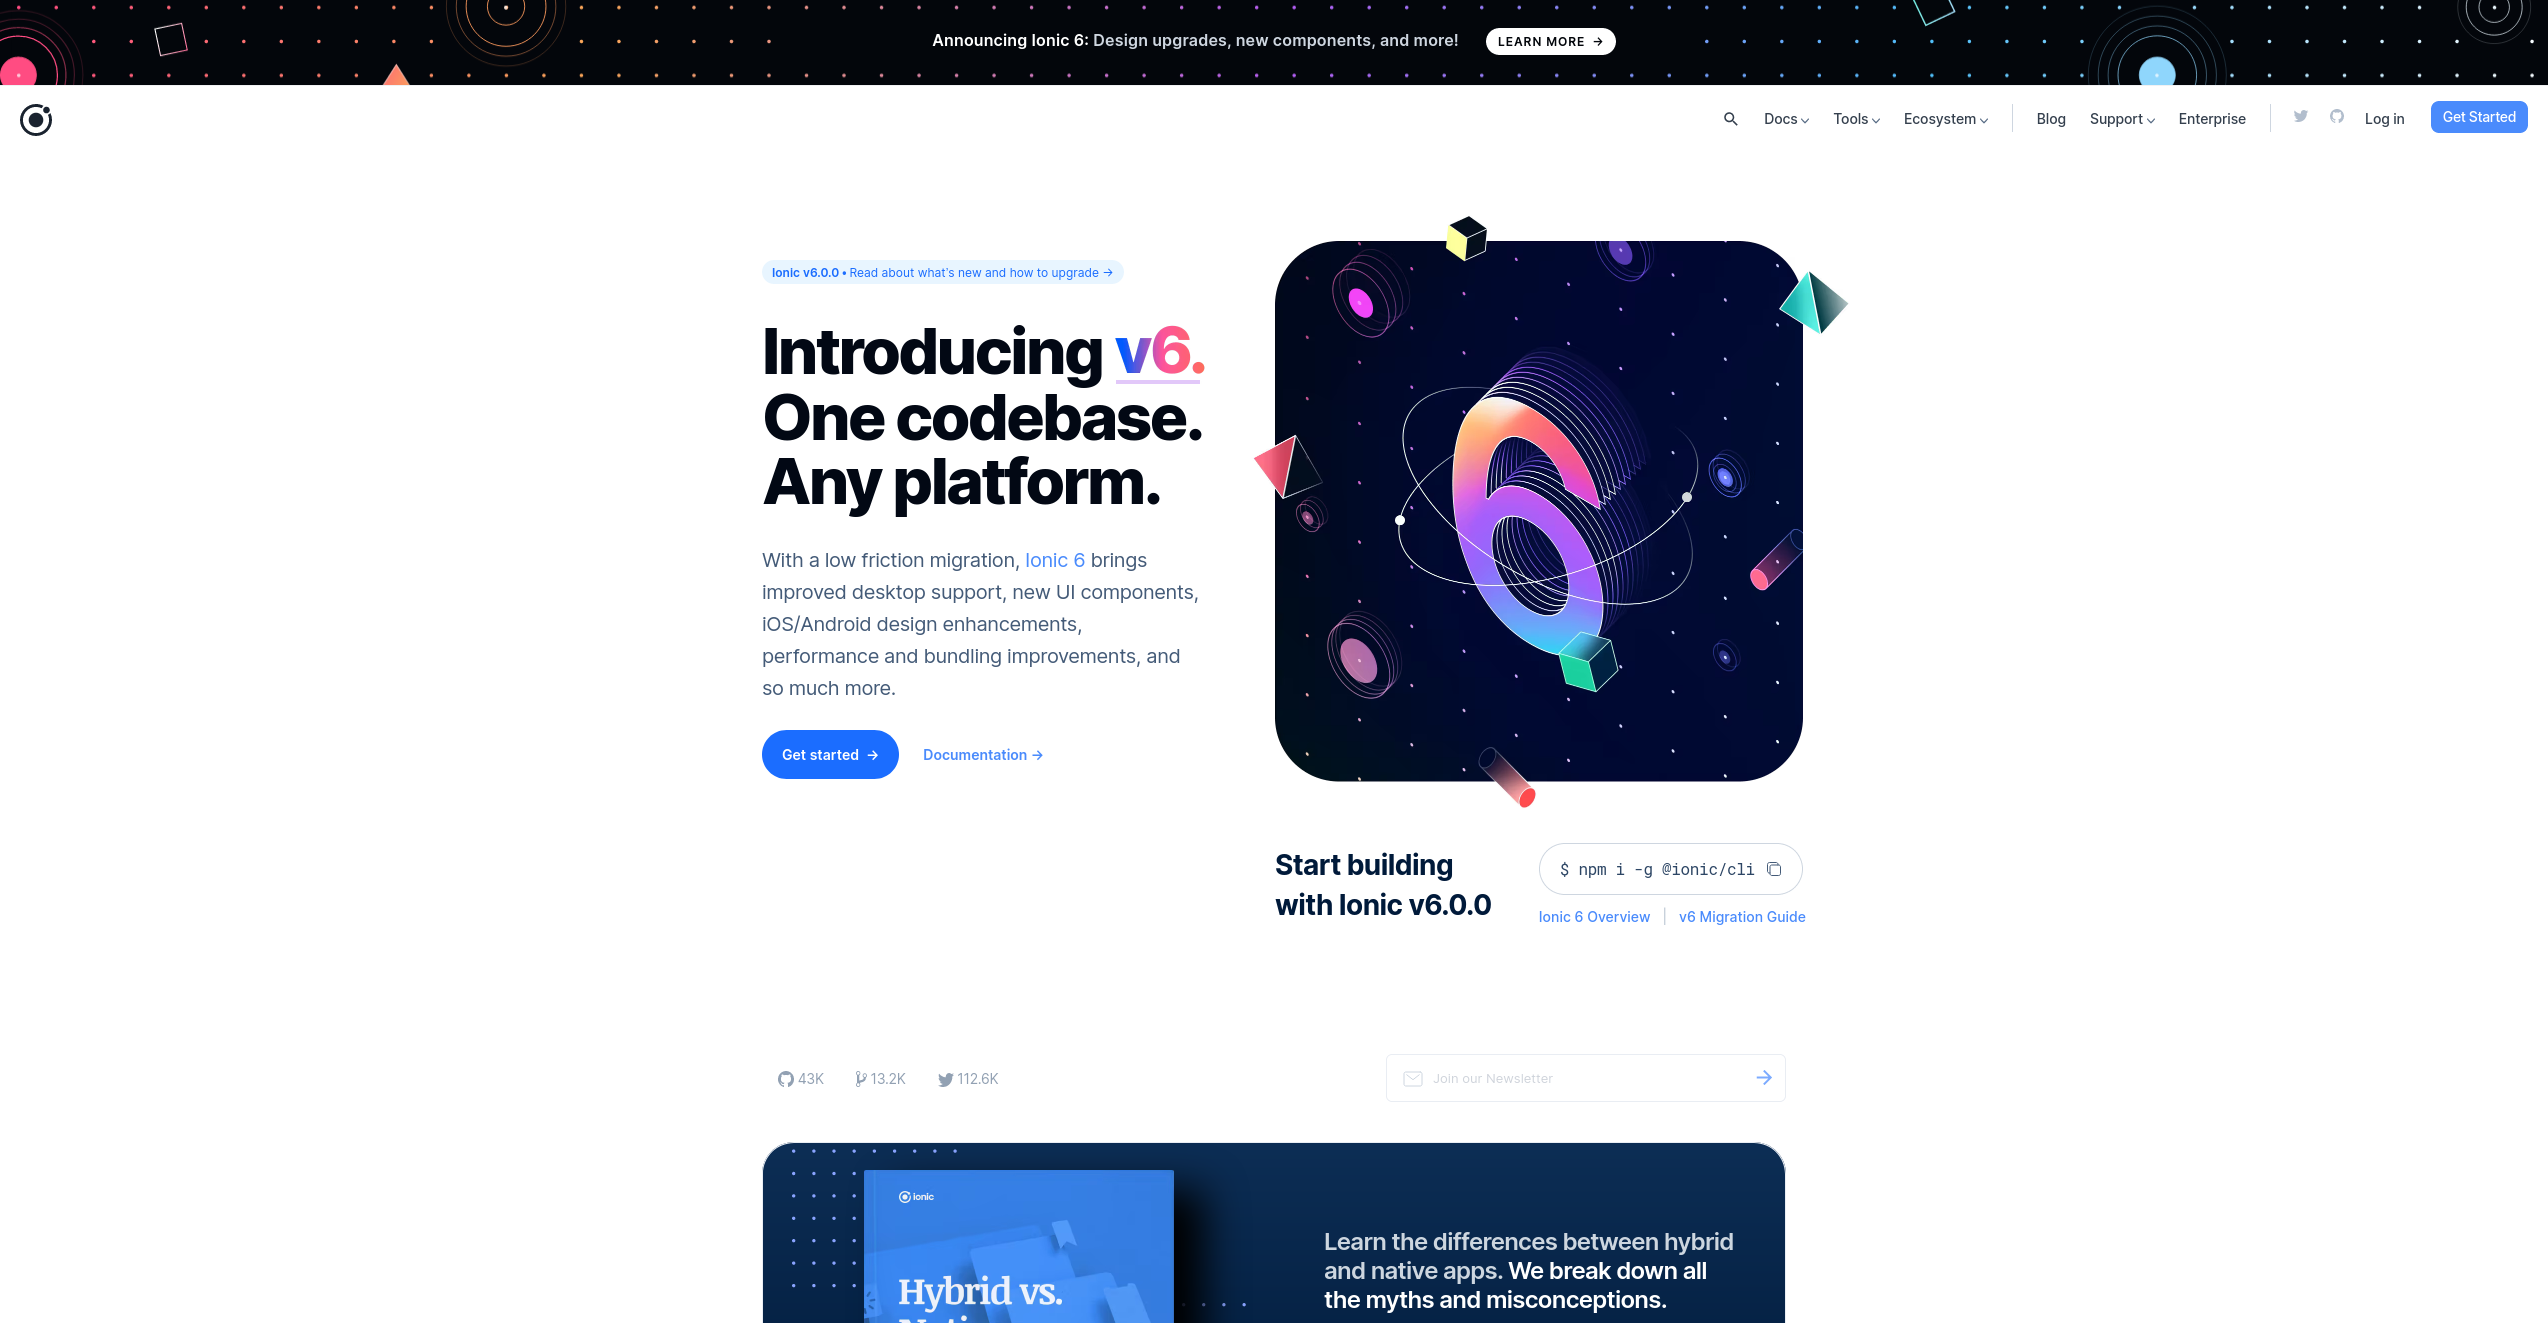 Announcing Ionic 6: Design upgrades, new components, and more! LEARN MORE →
Docs Tools Ecosystem Blog Support Enterprise Log in Get Started
Ionic v6.0.0 • Read about what's new and how to upgrade →
Introducing v6.
One codebase.
Any platform.
With a low friction migration, Ionic 6 brings
improved desktop support, new UI components,
iOS/Android design enhancements,
performance and bundling improvements, and
so much more.
Get started →
Documentation →
6
Start building
with Ionic v6.0.0
$ npm i -g @ionic/cli
Ionic 6 Overview | v6 Migration Guide
43K 13.2K 112.6K
Join our Newsletter
ionic
Hybrid vs.
Learn the differences between hybrid
and native apps. We break down all
the myths and misconceptions.